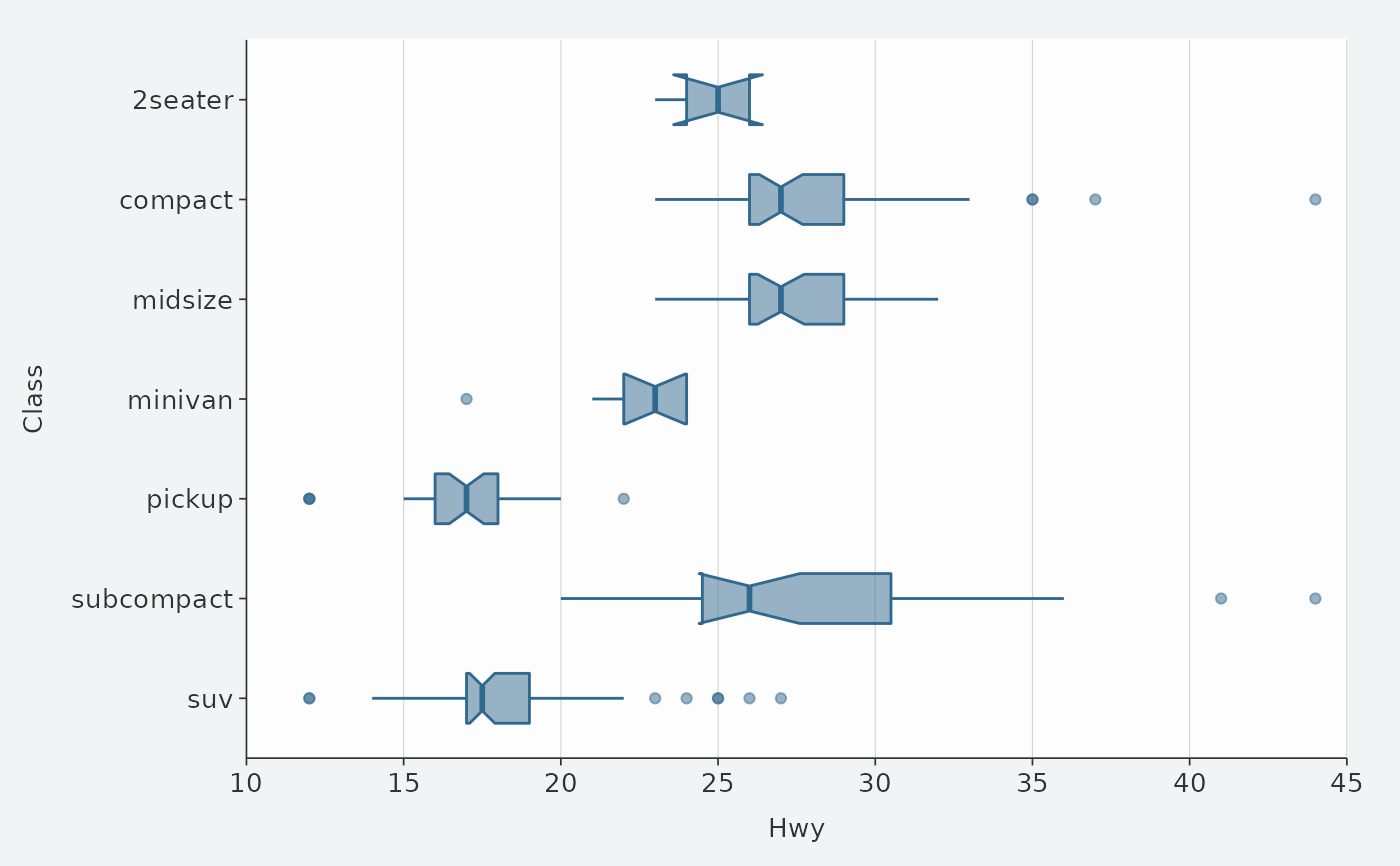 2seater
compact
midsize
minivan
pickup
subcompact
suv
Class
10 15 20 25 30 35 40 45
Hwy